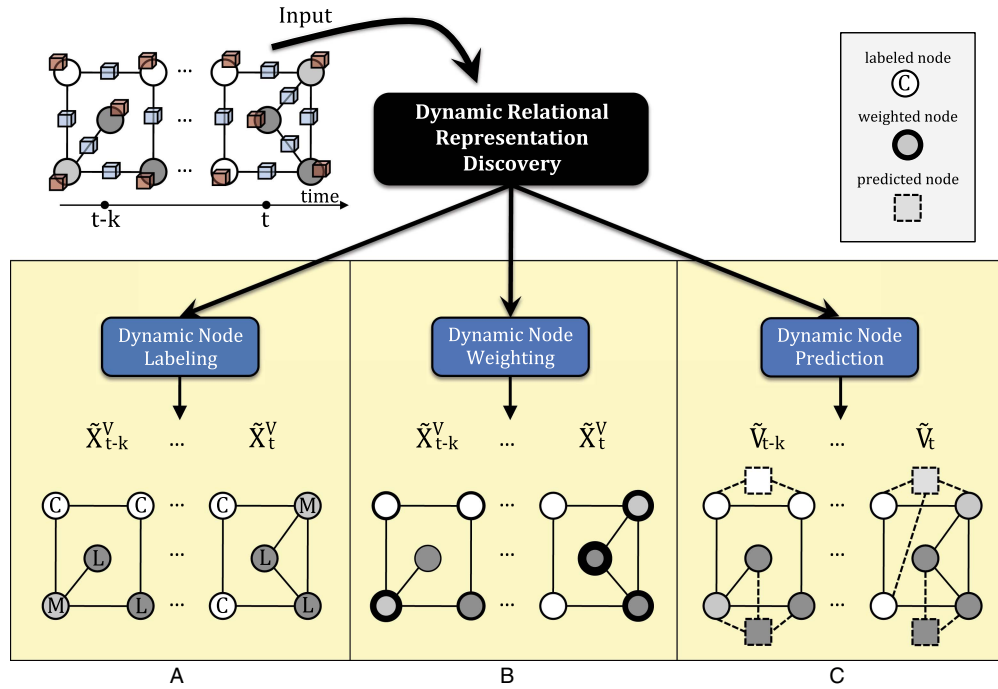 Input
...
...
...
t-k
t
time
Dynamic Relational
Representation
Discovery
labeled node
C
weighted node
predicted node
Dynamic Node
Labeling
Dynamic Node
Weighting
Dynamic Node
Prediction
X̃ᵛt-k ... X̃ᵛt
X̃ᵛt-k ... X̃ᵛt
Ṽt-k ... Ṽt
C C ... C M
L ... L
M L ... C L
...
...
...
...
...
...
A
B
C